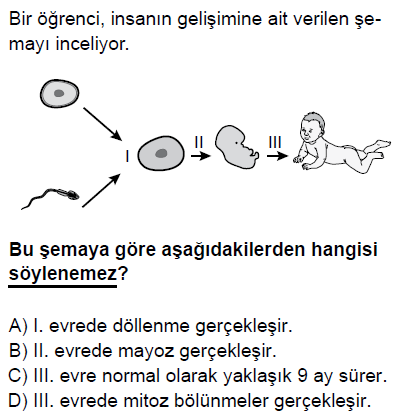 Bir öğrenci, insanın gelişimine ait verilen şe-
mayı inceliyor.
I
II
III
Bu şemaya göre aşağıdakilerden hangisi
söylenemez?
A) I. evrede döllenme gerçekleşir.
B) II. evrede mayoz gerçekleşir.
C) III. evre normal olarak yaklaşık 9 ay sürer.
D) III. evrede mitoz bölünmeler gerçekleşir.